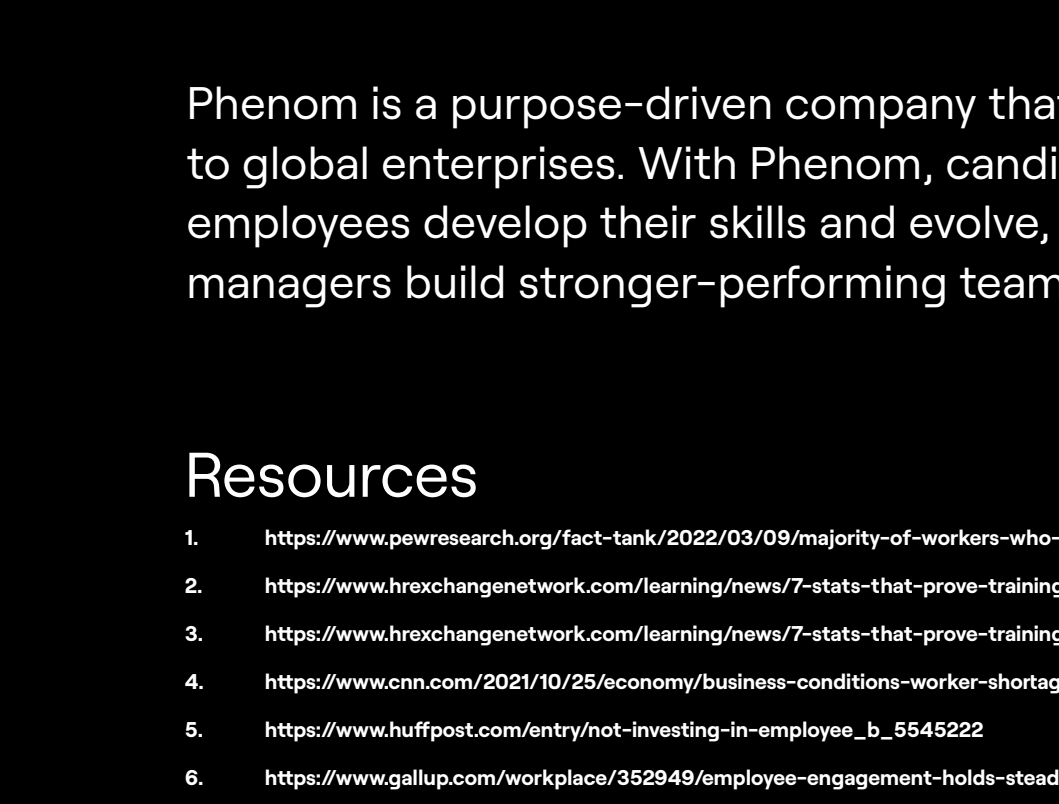 Phenom is a purpose-driven company that
to global enterprises. With Phenom, candi
employees develop their skills and evolve,
managers build stronger-performing team
Resources
1. https://www.pewresearch.org/fact-tank/2022/03/09/majority-of-workers-who-
2. https://www.hrexchangenetwork.com/learning/news/7-stats-that-prove-training
3. https://www.hrexchangenetwork.com/learning/news/7-stats-that-prove-training
4. https://www.cnn.com/2021/10/25/economy/business-conditions-worker-shortag
5. https://www.huffpost.com/entry/not-investing-in-employee_b_5545222
6. https://www.gallup.com/workplace/352949/employee-engagement-holds-stead